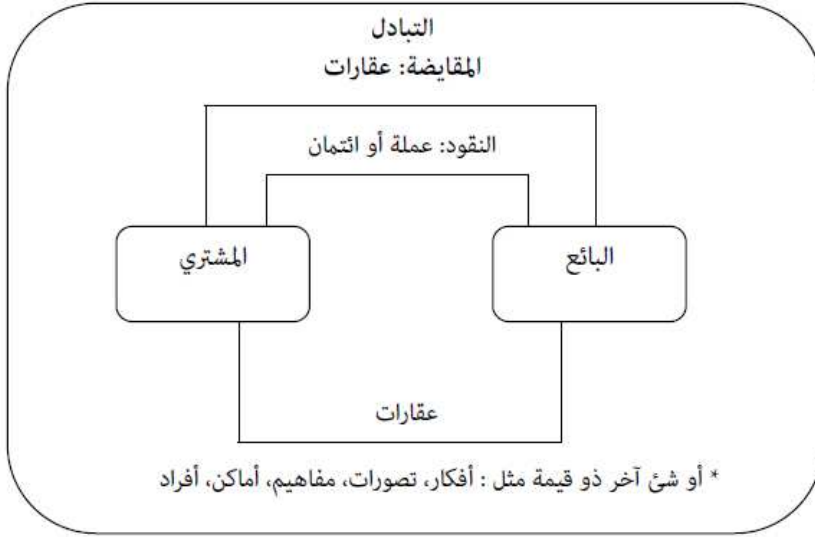 التبادل
المقايضة: عقارات
النقود: عملة أو ائتمان
البائع
المشتري
عقارات
* أو شئ آخر ذو قيمة مثل : أفكار، تصورات، مفاهيم، أماكن، أفراد